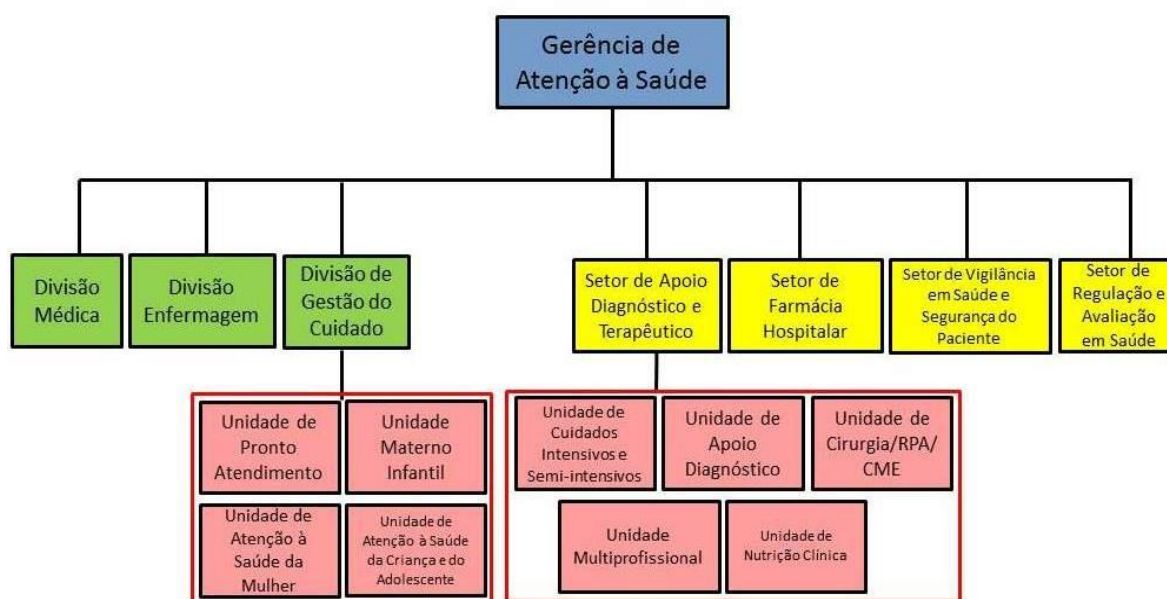 Gerência de
Atenção à Saúde
Divisão
Médica
Divisão
Enfermagem
Divisão de
Gestão do
Cuidado
Setor de Apoio
Diagnóstico e
Terapêutico
Setor de
Farmácia
Hospitalar
Setor de Vigilância
em Saúde e
Segurança do
Paciente
Setor de
Regulação e
Avaliação
em Saúde
Unidade de
Pronto
Atendimento
Unidade
Materno
Infantil
Unidade de
Atenção à
Saúde da
Mulher
Unidade de
Atenção à Saúde
da Criança e do
Adolescente
Unidade de
Cuidados
Intensivos e
Semi-intensivos
Unidade de
Apoio
Diagnóstico
Unidade de
Cirurgia/RPA/
CME
Unidade
Multiprofissional
Unidade de
Nutrição Clínica